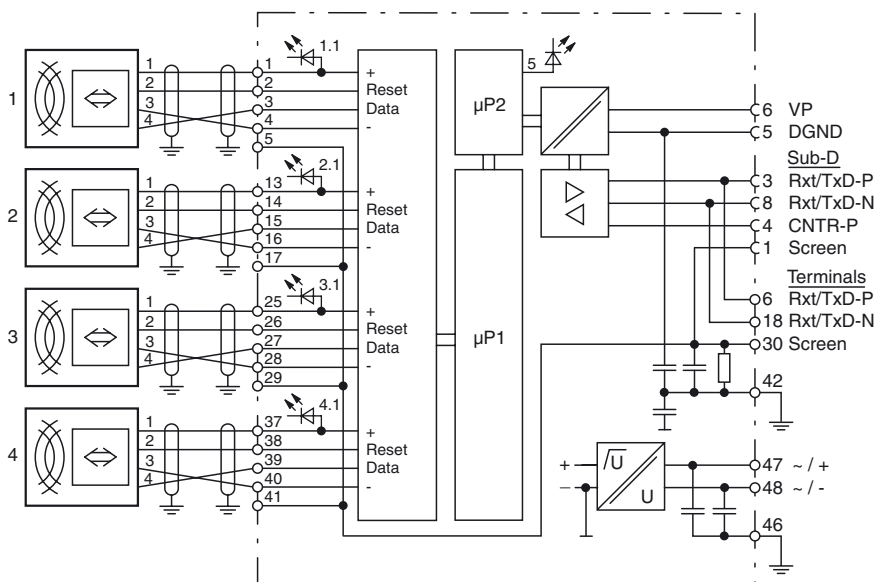 1
1
2
3
4
1
2
3
4
5
1.1
+
Reset
Data
-
2
1
2
3
4
13
14
15
16
17
2.1
+
Reset
Data
-
3
1
2
3
4
25
26
27
28
29
3.1
+
Reset
Data
-
4
1
2
3
4
37
38
39
40
41
4.1
+
Reset
Data
-
µP2
5
µP1
6 VP
5 DGND
Sub-D
3 Rxt/TxD-P
8 Rxt/TxD-N
4 CNTR-P
1 Screen
Terminals
6 Rxt/TxD-P
18 Rxt/TxD-N
30 Screen
42
+
–
√U
U
47 ~ / +
48 ~ / -
46